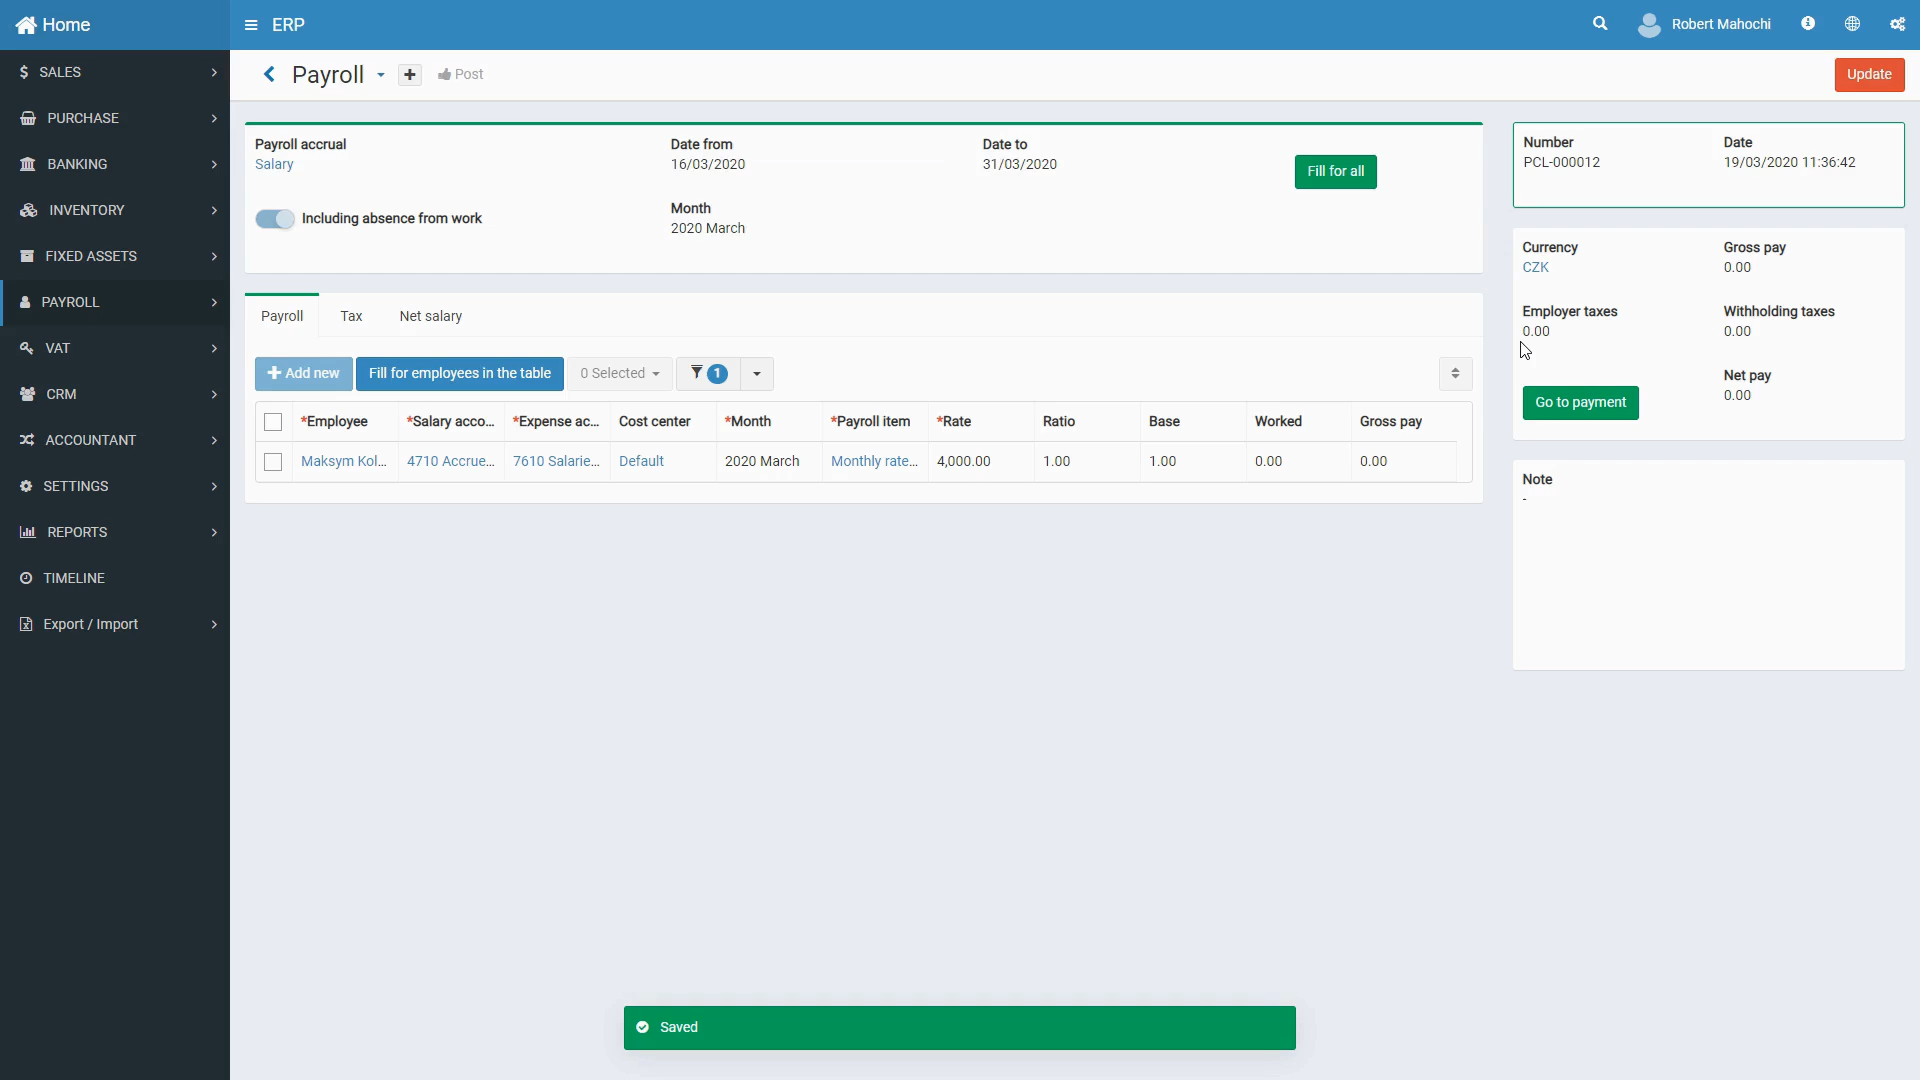 Home
ERP
Robert Mahochi
SALES
PURCHASE
BANKING
INVENTORY
FIXED ASSETS
PAYROLL
VAT
CRM
ACCOUNTANT
SETTINGS
REPORTS
TIMELINE
Export / Import
Payroll
Post
Update
Payroll accrual
Salary
Date from
16/03/2020
Date to
31/03/2020
Fill for all
Including absence from work
Month
2020 March
Number
PCL-000012
Date
19/03/2020 11:36:42
Currency
CZK
Gross pay
0.00
Employer taxes
0.00
Withholding taxes
0.00
Net pay
0.00
Go to payment
Note
-
Payroll Tax Net salary
Add new Fill for employees in the table 0 Selected 1
*Employee *Salary acco... *Expense ac... Cost center *Month *Payroll item *Rate Ratio Base Worked Gross pay
Maksym Kol... 4710 Accrue... 7610 Salarie... Default 2020 March Monthly rate... 4,000.00 1.00 1.00 0.00 0.00
Saved